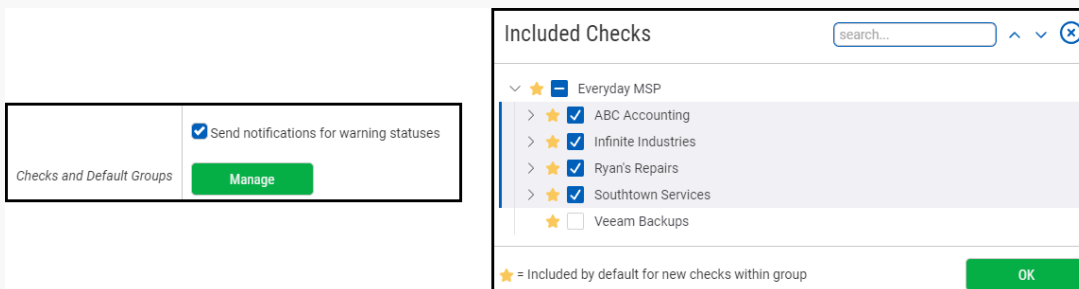 Send notifications for warning statuses
Checks and Default Groups
Manage
Included Checks
search...
Everyday MSP
ABC Accounting
Infinite Industries
Ryan's Repairs
Southtown Services
Veeam Backups
= Included by default for new checks within group
OK